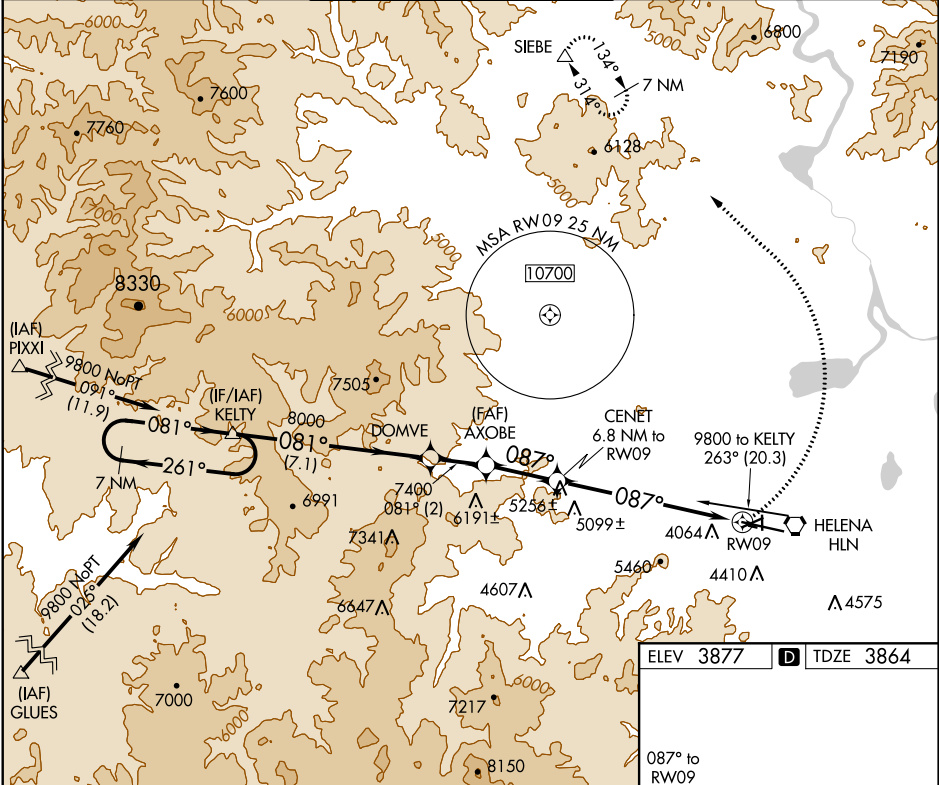 6000
7600
7760
7000
8330
6000
SIEBE
134°
314°
7 NM
5000
6800
7190
6128
5000
MSA RW09 25 NM
10700
(IAF)
PIXXI
9800 NoPT
091°
(11.9)
(IF/IAF)
KELTY
081°
261°
7 NM
8000
081°
(7.1)
7505
DOMVE
7400
081° (2)
(FAF)
AXOBE
087°
CENET
6.8 NM to
RW09
9800 to KELTY
263° (20.3)
087°
6991
7341
6191±
5256±
5099±
4064
RW09
HELENA
HLN
5460
4410
4607
4575
6647
9800 NoPT
025°
(18.2)
(IAF)
GLUES
7000
7217
6000
8150
ELEV 3877
D
TDZE 3864
087° to
RW09